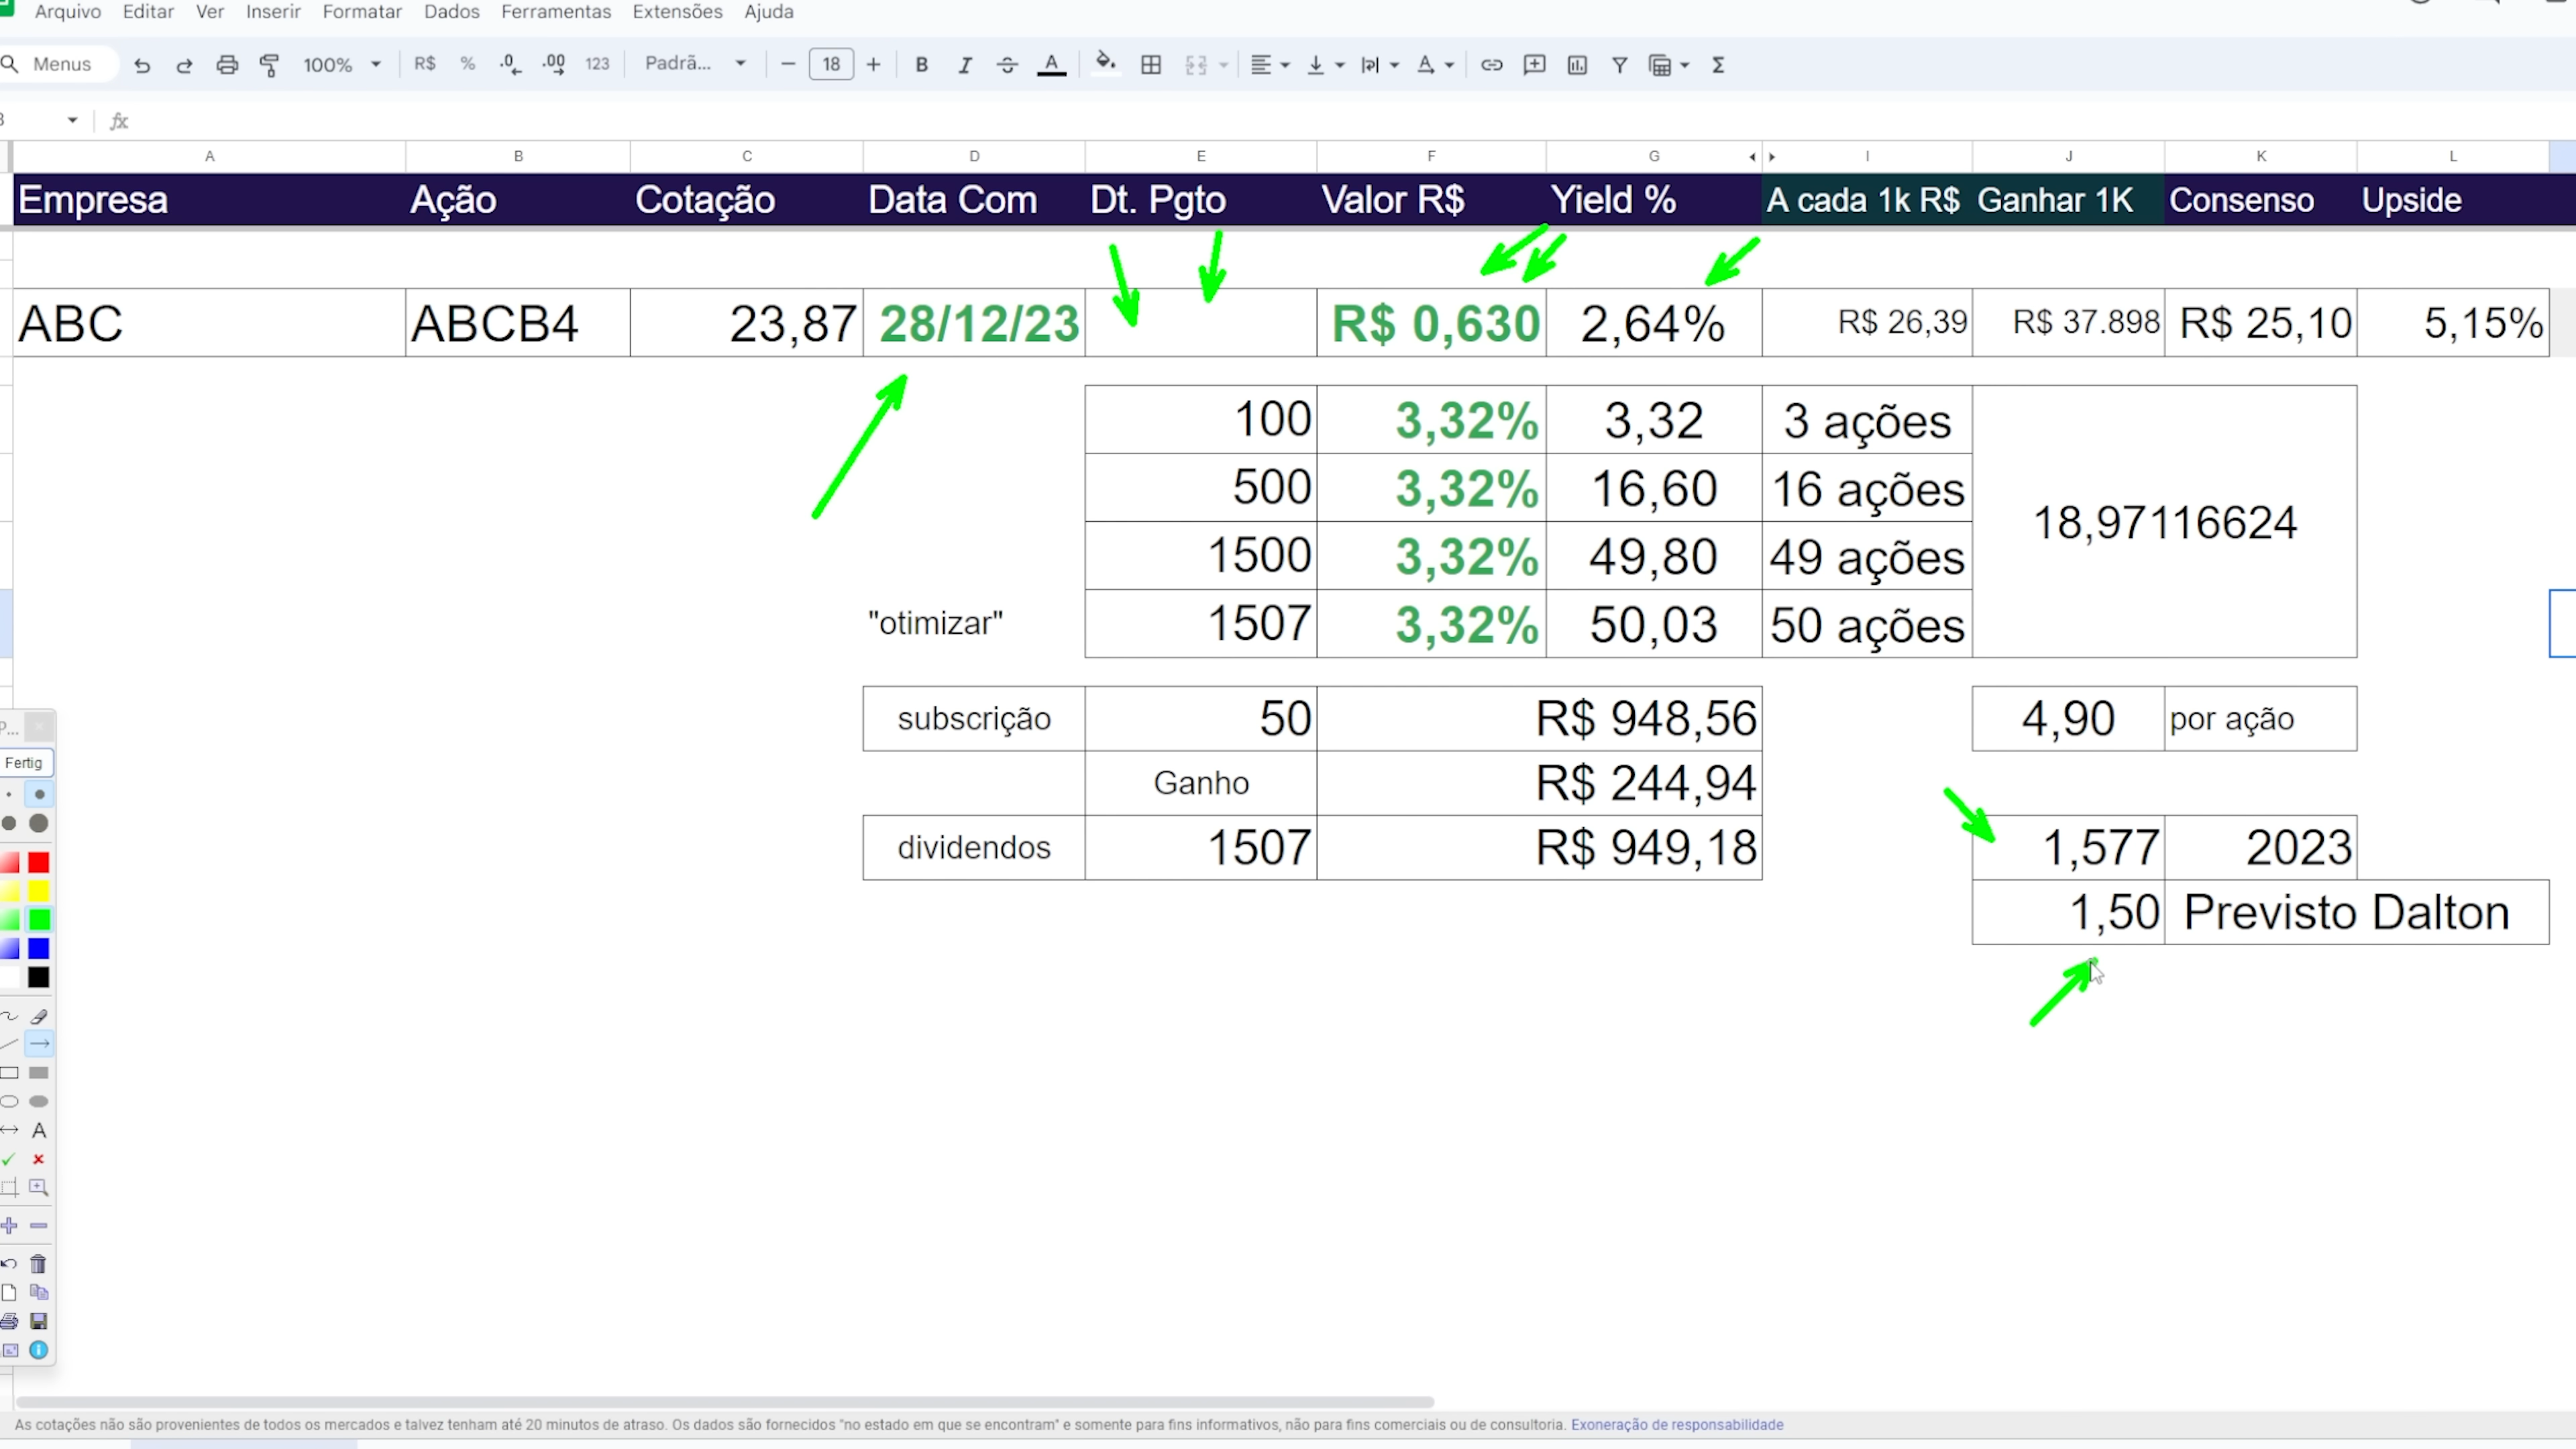 Arquivo Editar Ver Inserir Formatar Dados Ferramentas Extensões Ajuda
Menus 100% R$ % .0 .00 123 Padrã... 18 B I A
fx
A B C D E F G I J K L
Empresa Ação Cotação Data Com Dt. Pgto Valor R$ Yield % A cada 1k R$ Ganhar 1K Consenso Upside
ABC ABCB4 23,87 28/12/23 R$ 0,630 2,64% R$ 26,39 R$ 37.898 R$ 25,10 5,15%
100 3,32% 3,32 3 ações
500 3,32% 16,60 16 ações
18,97116624
1500 3,32% 49,80 49 ações
"otimizar" 1507 3,32% 50,03 50 ações
subscrição 50 R$ 948,56 4,90 por ação
Ganho R$ 244,94
dividendos 1507 R$ 949,18 1,577 2023
1,50 Previsto Dalton
P...
Fertig
A
As cotações não são provenientes de todos os mercados e talvez tenham até 20 minutos de atraso. Os dados são fornecidos "no estado em que se encontram" e somente para fins informativos, não para fins comerciais ou de consultoria. Exoneração de responsabilidade